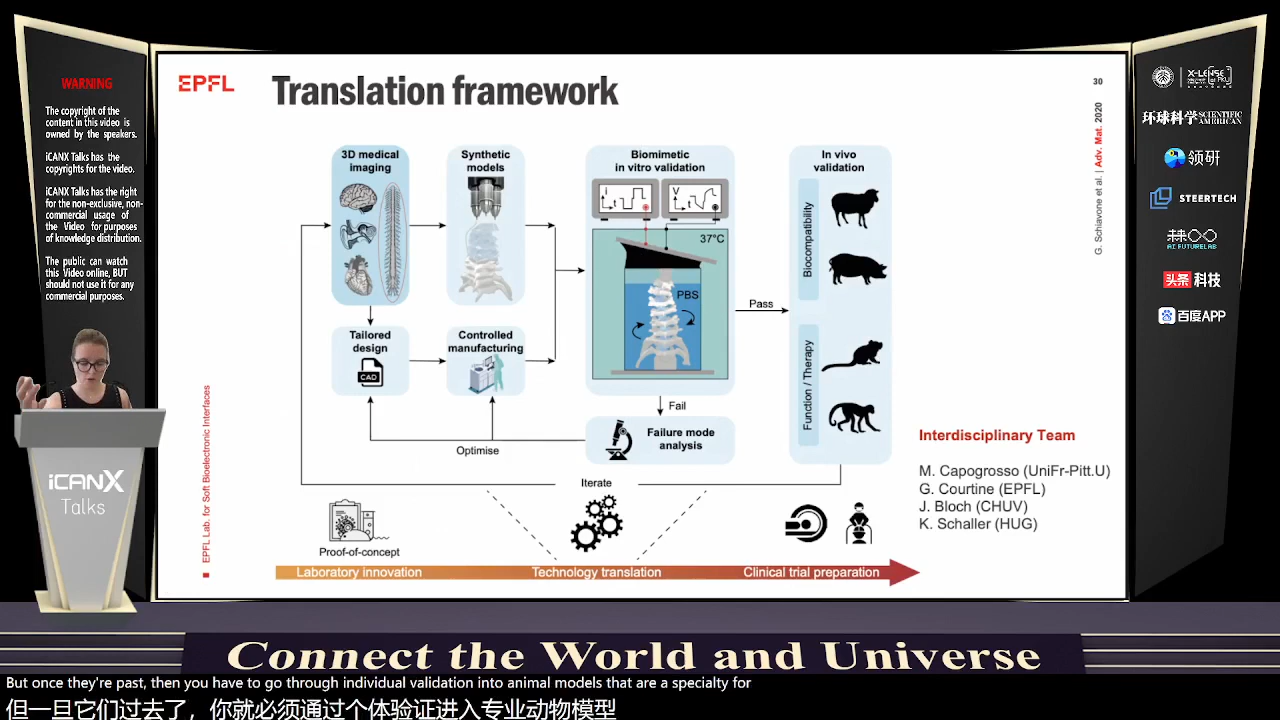 WARNING
The copyright of the
content in this video is
owned by the speakers.
iCANX Talks has the
copyrights for the video.
iCANX Talks has the right
for the non-exclusive, non-
commercial usage of
the Video for purposes
of knowledge distribution.
The public can watch
this Video online, BUT
should not use it for any
commercial purposes.
iCANX
Talks
EPFL
Translation framework
30
G. Schiavone et al. | Adv. Mat. 2020
EPFL Lab. for Soft Bioelectronic Interfaces
3D medical
imaging
Synthetic
models
Biomimetic
in vitro validation
In vivo
validation
i
t
V
t
37°C
PBS
Biocompatibility
Pass
Tailored
design
CAD
Controlled
manufacturing
Function / Therapy
Fail
Failure mode
analysis
Optimise
Iterate
Proof-of-concept
Laboratory innovation
Technology translation
Clinical trial preparation
Interdisciplinary Team
M. Capogrosso (UniFr-Pitt.U)
G. Courtine (EPFL)
J. Bloch (CHUV)
K. Schaller (HUG)
环球科学 SCIENTIFIC AMERICAN
领研
STEERTECH
AI FUTURELAB
头条 科技
百度APP
Connect the World and Universe
But once they're past, then you have to go through individual validation into animal models that are a specialty for
但一旦它们过去了，你就必须通过个体验证进入专业动物模型